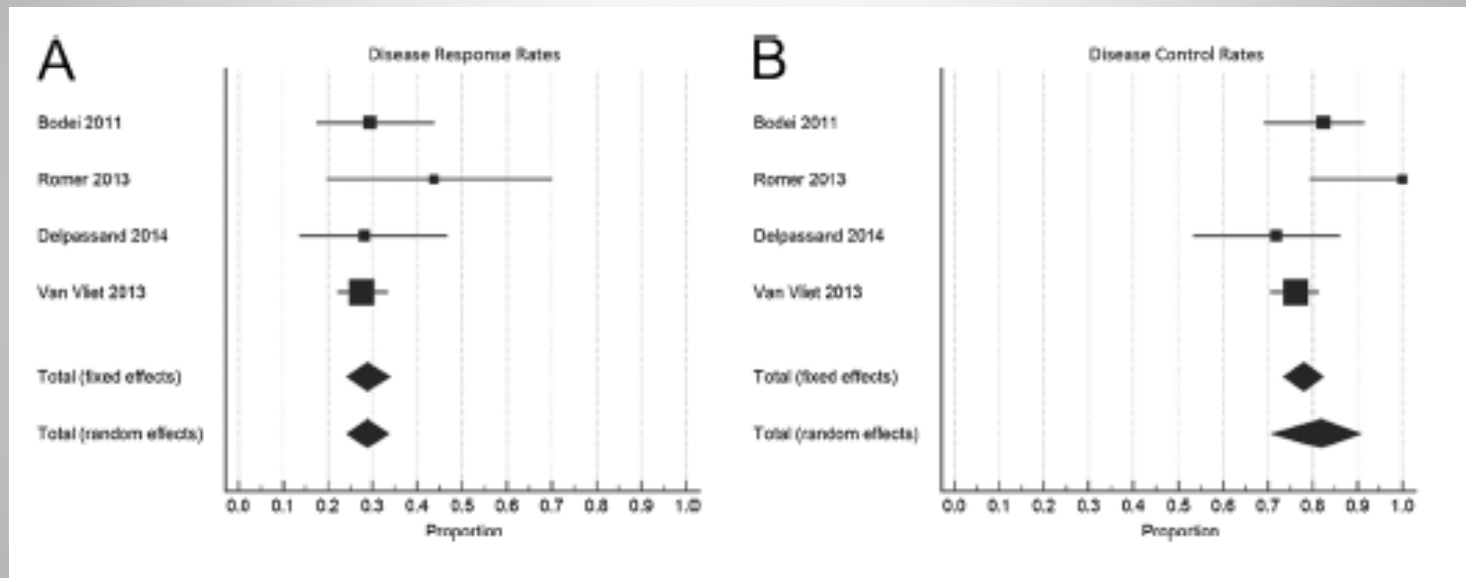 A
Disease Response Rates
Bodei 2011
Romer 2013
Delpassand 2014
Van Vliet 2013
Total (fixed effects)
Total (random effects)
0.0 0.1 0.2 0.3 0.4 0.5 0.6 0.7 0.8 0.9 1.0
Proportion
B
Disease Control Rates
Bodei 2011
Romer 2013
Delpassand 2014
Van Vliet 2013
Total (fixed effects)
Total (random effects)
0.0 0.1 0.2 0.3 0.4 0.5 0.6 0.7 0.8 0.9 1.0
Proportion